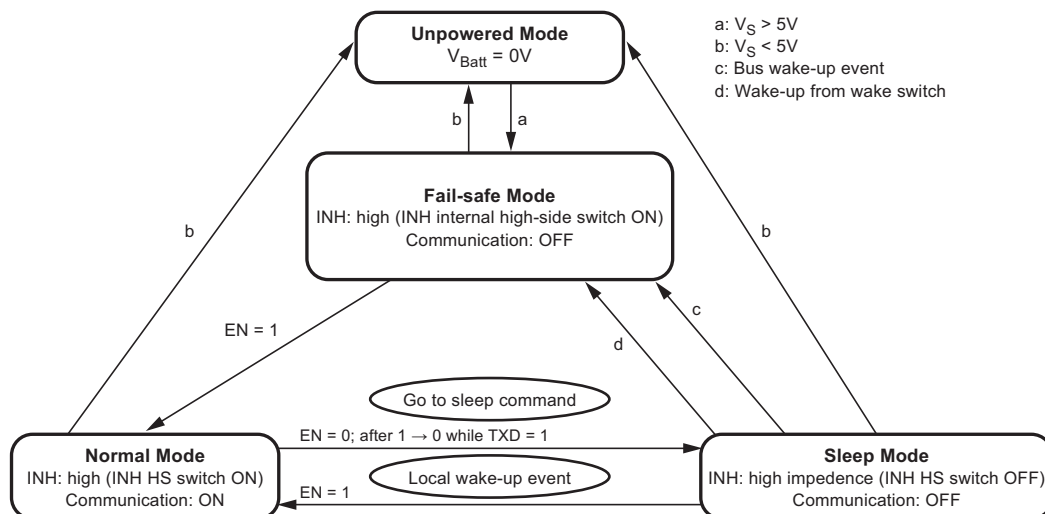 Unpowered Mode
V_Batt = 0V
a: V_S > 5V
b: V_S < 5V
c: Bus wake-up event
d: Wake-up from wake switch
b
a
Fail-safe Mode
INH: high (INH internal high-side switch ON)
Communication: OFF
b
b
EN = 1
d
c
Go to sleep command
EN = 0; after 1 → 0 while TXD = 1
Normal Mode
INH: high (INH HS switch ON)
Communication: ON
Local wake-up event
EN = 1
Sleep Mode
INH: high impedence (INH HS switch OFF)
Communication: OFF